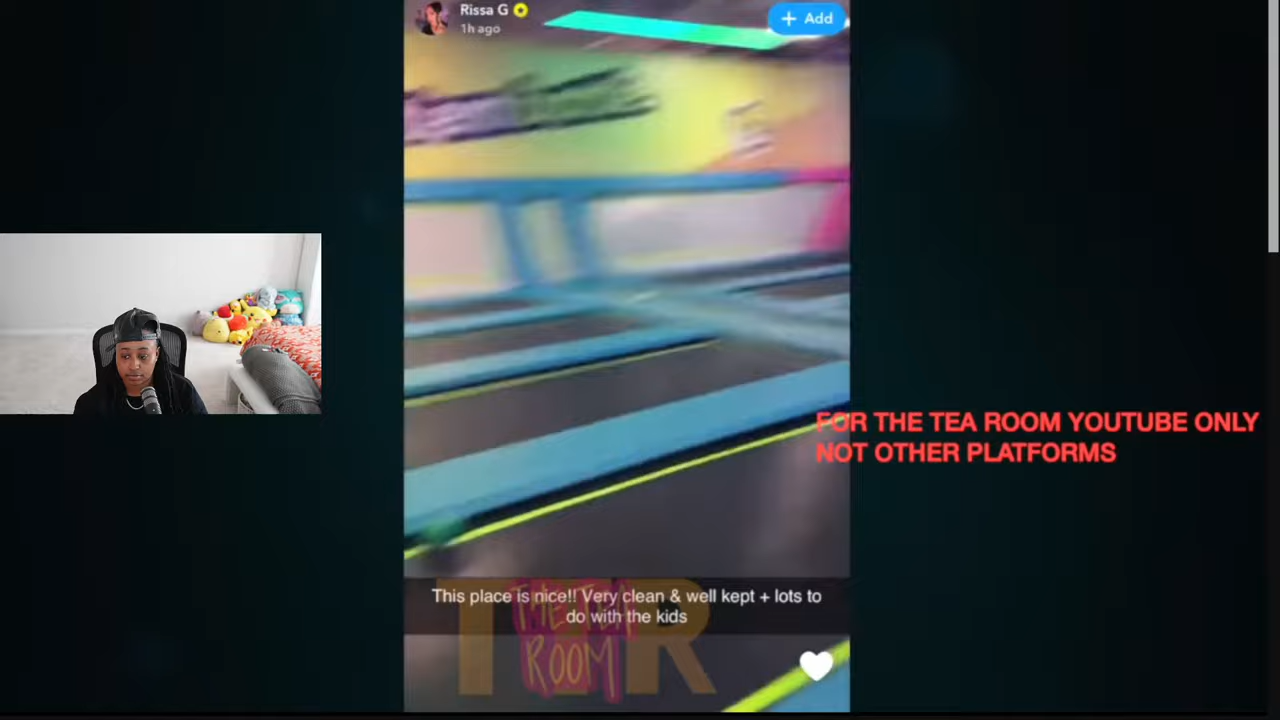 Rissa G
1h ago
+ Add
FOR THE TEA ROOM YOUTUBE ONLY
NOT OTHER PLATFORMS
This place is nice!! Very clean & well kept + lots to
do with the kids
THE TEA
ROOM
T R